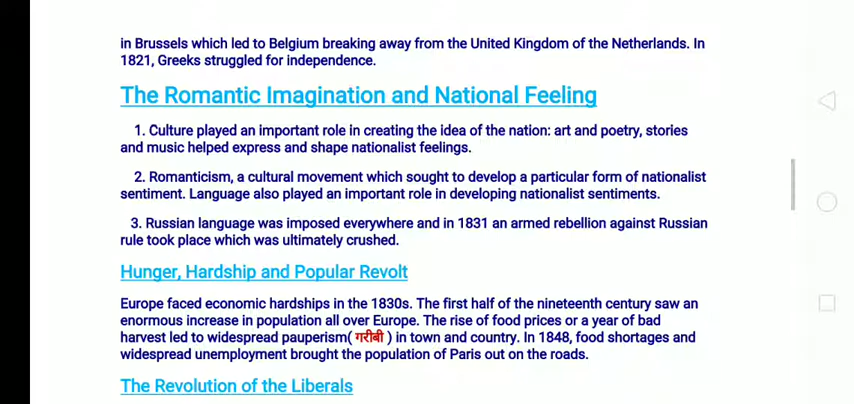 in Brussels which led to Belgium breaking away from the United Kingdom of the Netherlands. In
1821, Greeks struggled for independence.
The Romantic Imagination and National Feeling
1. Culture played an important role in creating the idea of the nation: art and poetry, stories
and music helped express and shape nationalist feelings.
2. Romanticism, a cultural movement which sought to develop a particular form of nationalist
sentiment. Language also played an important role in developing nationalist sentiments.
3. Russian language was imposed everywhere and in 1831 an armed rebellion against Russian
rule took place which was ultimately crushed.
Hunger, Hardship and Popular Revolt
Europe faced economic hardships in the 1830s. The first half of the nineteenth century saw an
enormous increase in population all over Europe. The rise of food prices or a year of bad
harvest led to widespread pauperism( गरीबी ) in town and country. In 1848, food shortages and
widespread unemployment brought the population of Paris out on the roads.
The Revolution of the Liberals